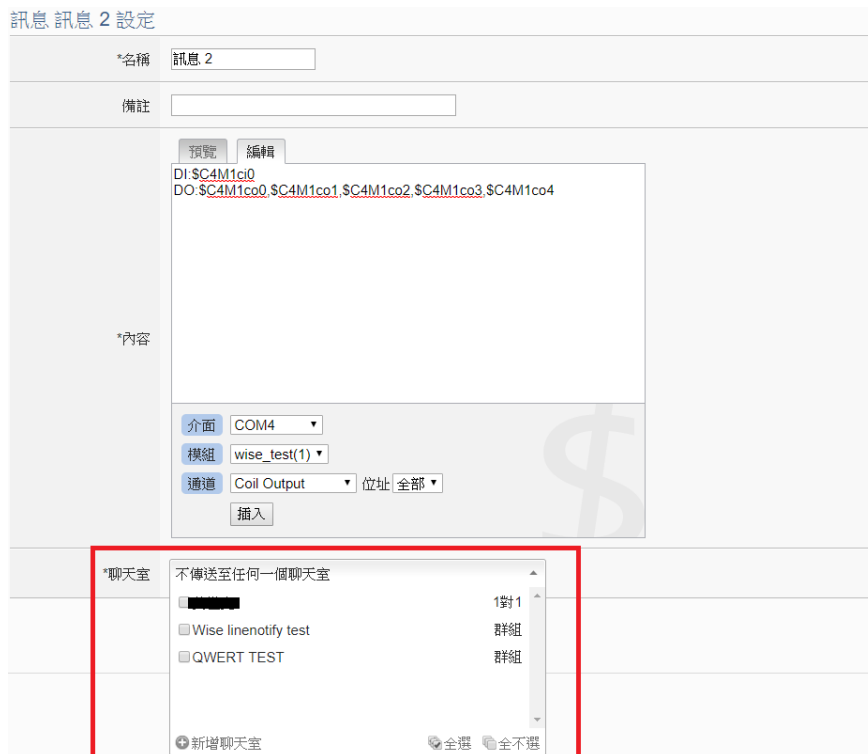 訊息 訊息 2 設定
*名稱 訊息 2
備註
預覽 編輯
DI:$C4M1ci0
DO:$C4M1co0,$C4M1co1,$C4M1co2,$C4M1co3,$C4M1co4
*內容
$
介面 COM4
模組 wise_test(1)
通道 Coil Output 位址 全部
插入
*聊天室 不傳送至任何一個聊天室
1對1
Wise linenotify test 群組
QWERT TEST 群組
新增聊天室 全選 全不選